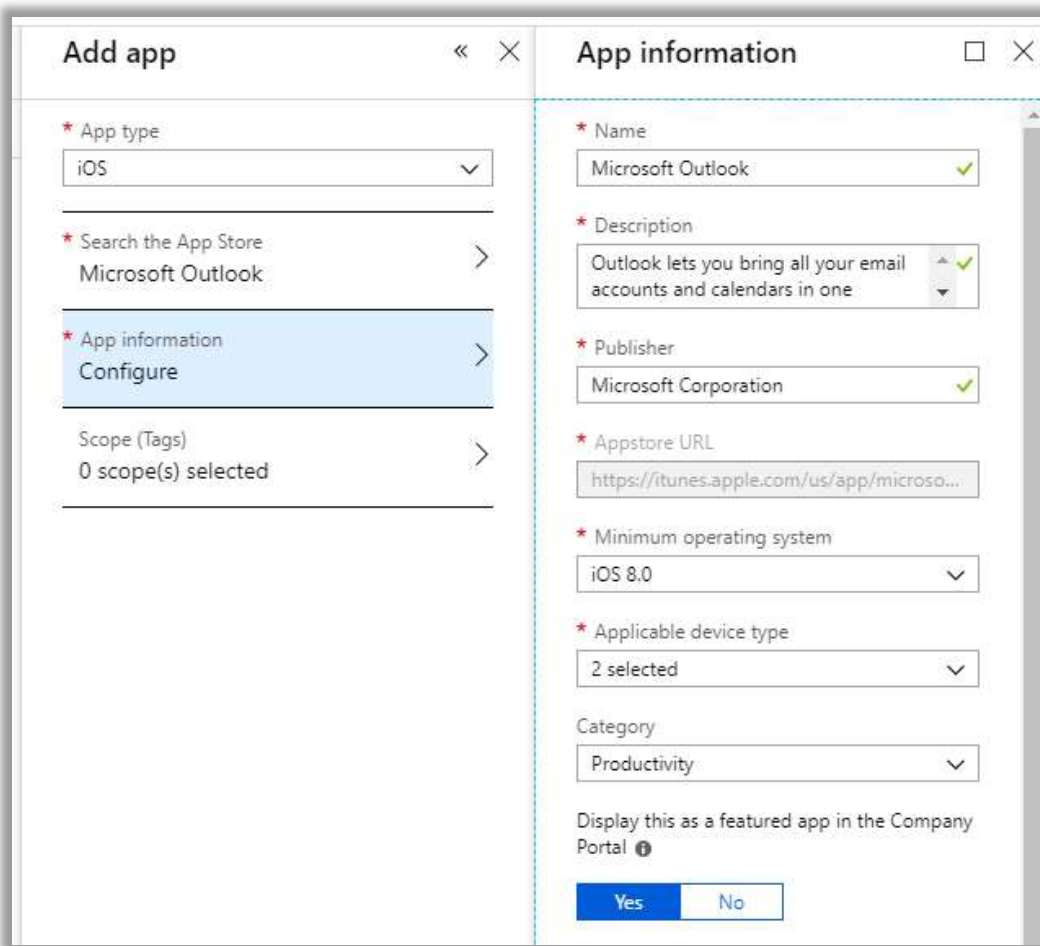 Add app
* App type
iOS
* Search the App Store
Microsoft Outlook
* App information
Configure
Scope (Tags)
0 scope(s) selected
App information
* Name
Microsoft Outlook
* Description
Outlook lets you bring all your email
accounts and calendars in one
* Publisher
Microsoft Corporation
* Appstore URL
https://itunes.apple.com/us/app/microso...
* Minimum operating system
iOS 8.0
* Applicable device type
2 selected
Category
Productivity
Display this as a featured app in the Company
Portal
Yes No